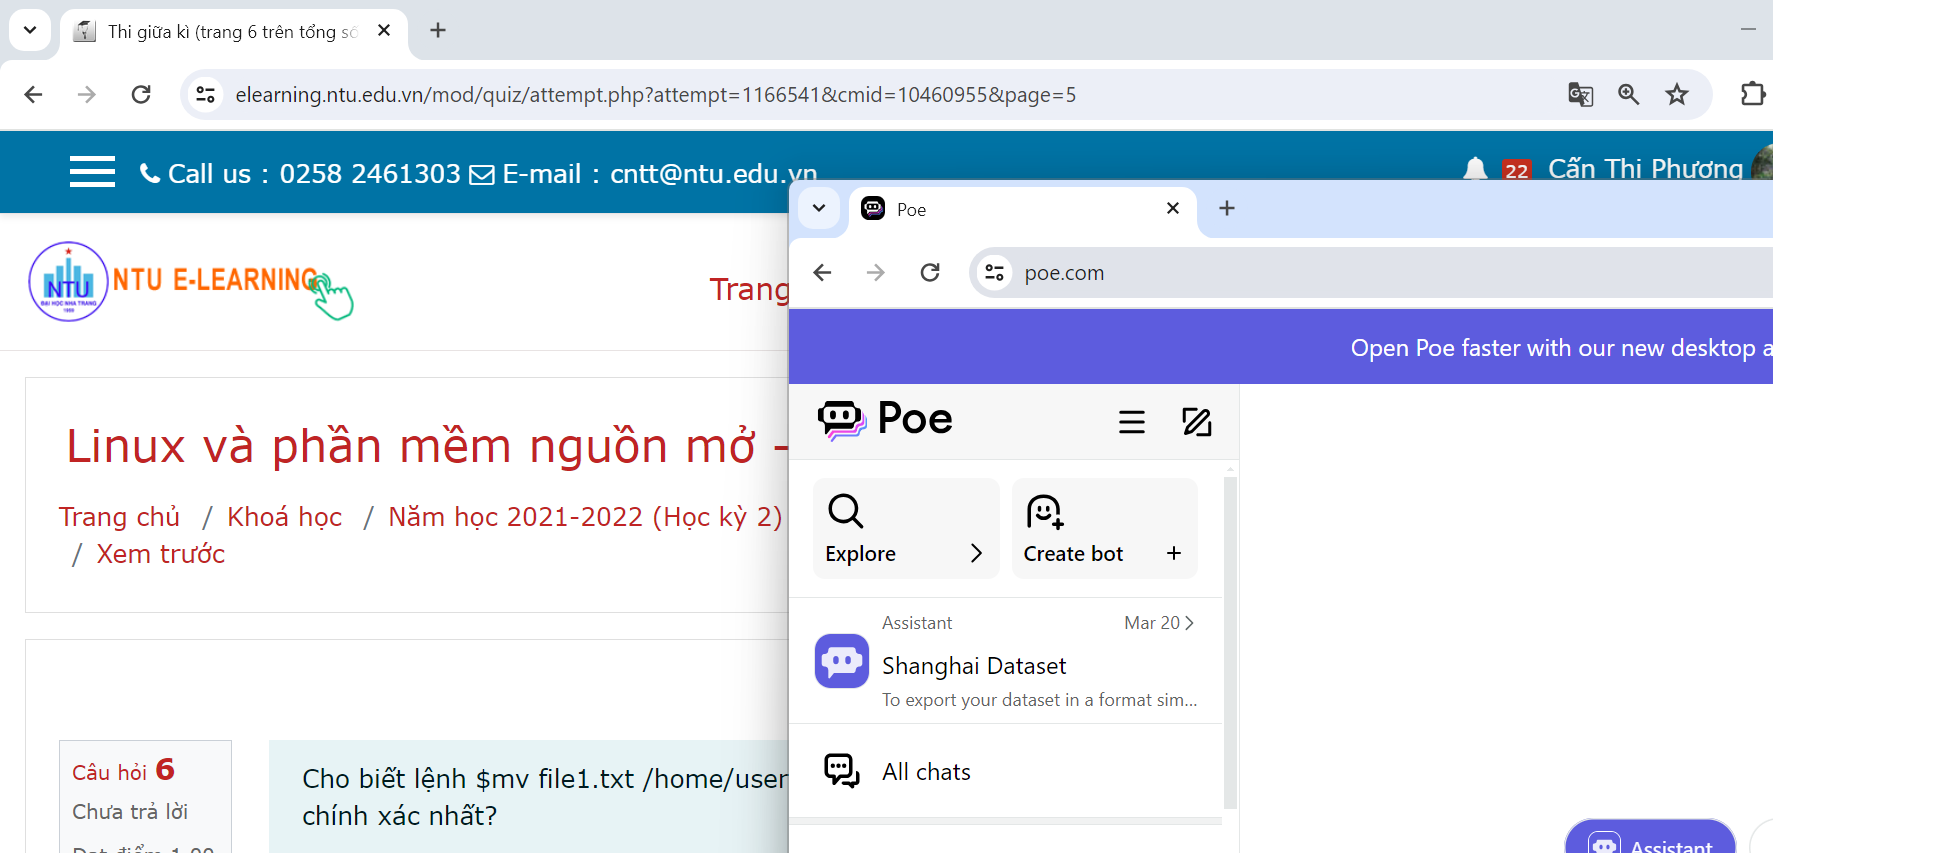 Thi giữa kì (trang 6 trên tổng số
elearning.ntu.edu.vn/mod/quiz/attempt.php?attempt=1166541&cmid=10460955&page=5
Call us : 0258 2461303 E-mail : cntt@ntu.edu.vn
22 Cấn Thi Phương
NTU
ĐẠI HỌC NHA TRANG
NTU E-LEARNING
Trang
Linux và phần mềm nguồn mở -
Trang chủ / Khoá học / Năm học 2021-2022 (Học kỳ 2)
/ Xem trước
Câu hỏi 6
Chưa trả lời
Đạt điểm 1,00
Cho biết lệnh $mv file1.txt /home/user
chính xác nhất?
Poe
poe.com
Open Poe faster with our new desktop a
Poe
Explore
Create bot
Assistant
Mar 20
Shanghai Dataset
To export your dataset in a format sim...
All chats
Assistant